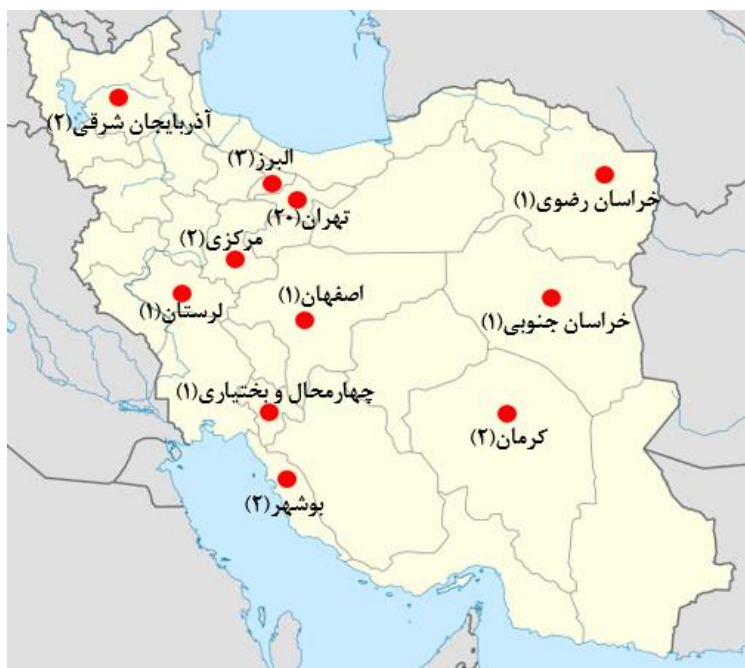 آذربایجان شرقی(۲)
البرز(۳)
خراسان رضوی(۱)
تهران(۲۰)
مرکزی(۲)
لرستان(۱)
اصفهان(۱)
خراسان جنوبی(۱)
چهارمحال و بختیاری(۱)
کرمان(۲)
بوشهر(۲)